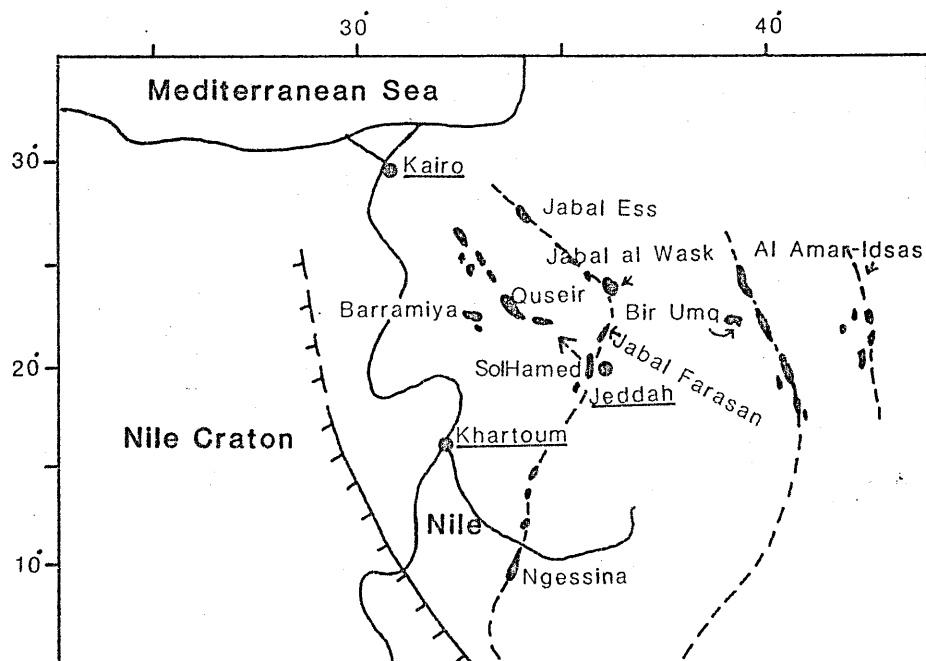 30°
40°
Mediterranean Sea
30°
Kairo
Jabal Ess
Jabal al Wask
Al Amar-Idsas
Quseir
Barramiya
Bir Umq
20°
SolHamed
Jabal Farasan
Jeddah
Nile Craton
Khartoum
Nile
10°
Ngessina